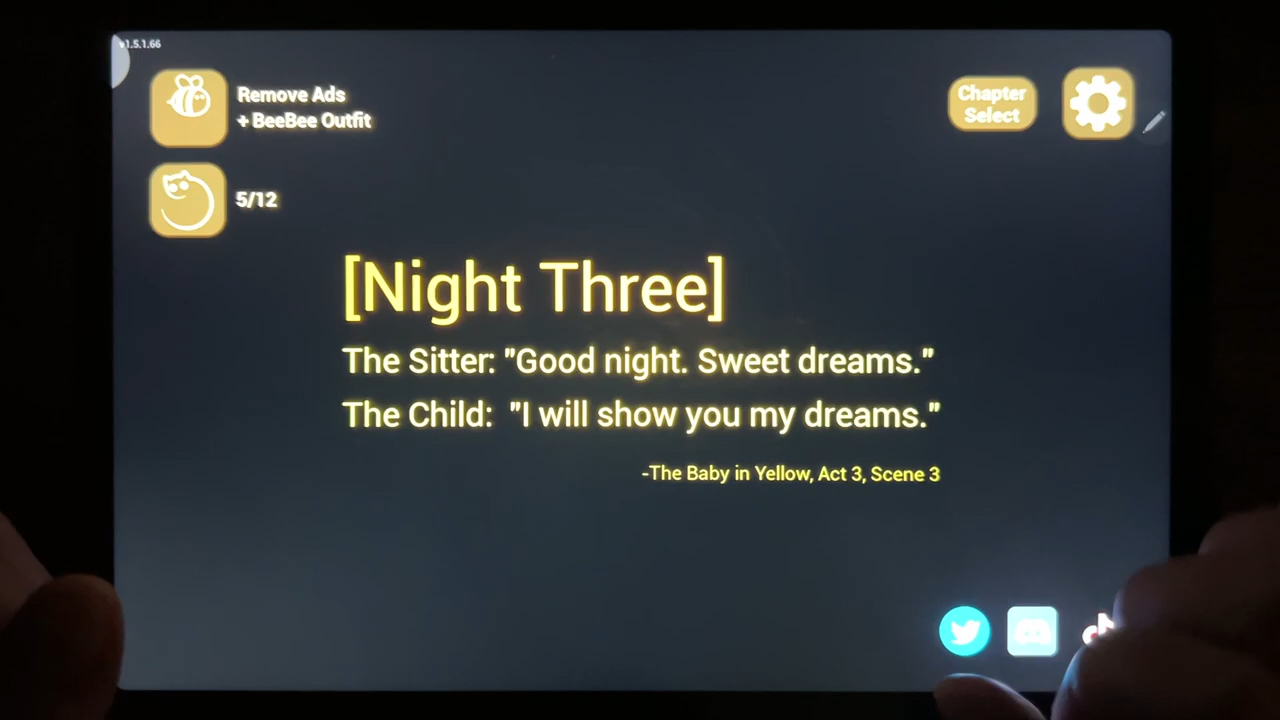 v1.5.1.66
Remove Ads
+ BeeBee Outfit
Chapter
Select
5/12
[Night Three]
The Sitter: "Good night. Sweet dreams."
The Child:  "I will show you my dreams."
-The Baby in Yellow, Act 3, Scene 3